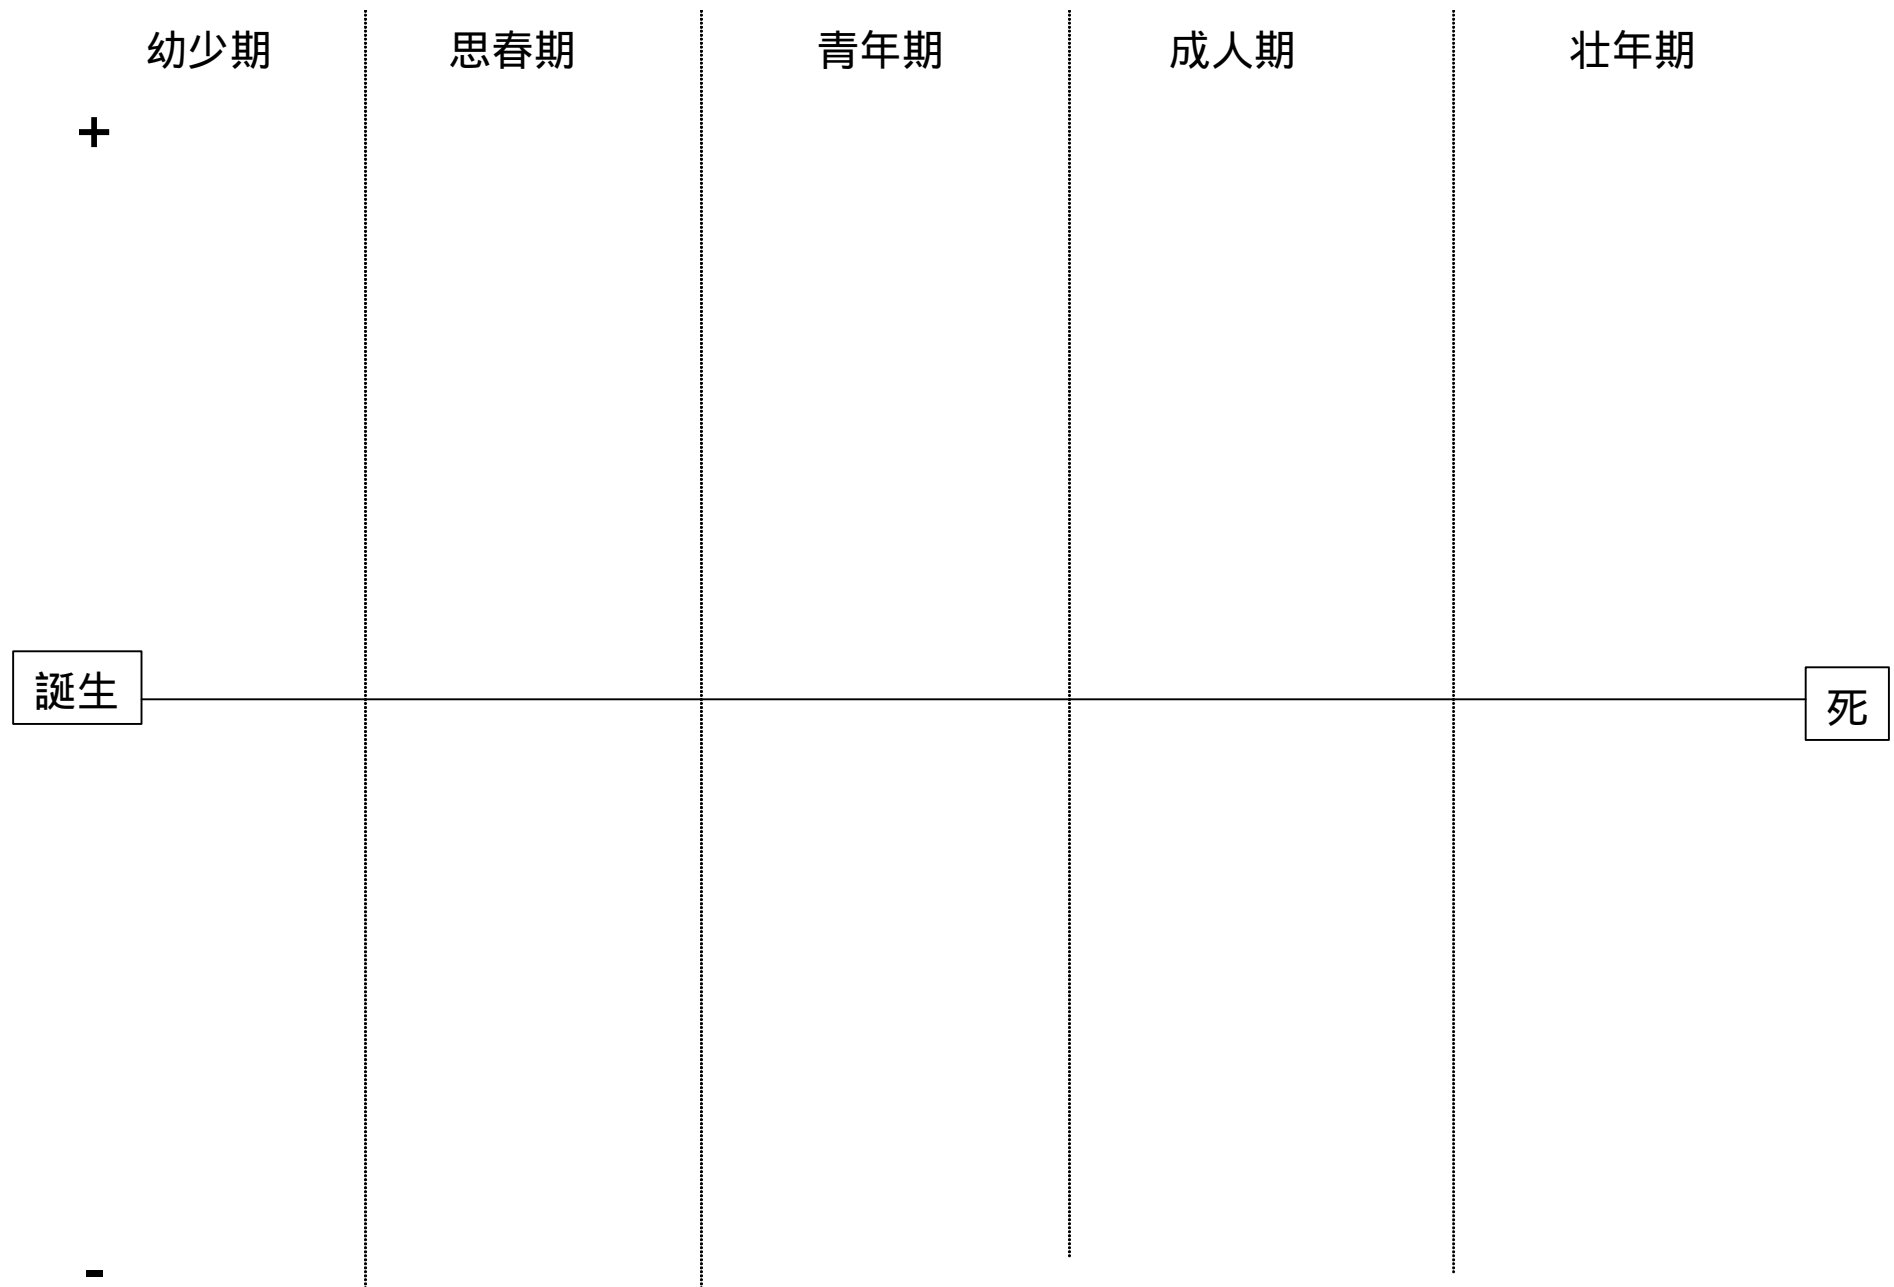 幼少期 思春期 青年期 成人期 壮年期
+
誕生
死
-